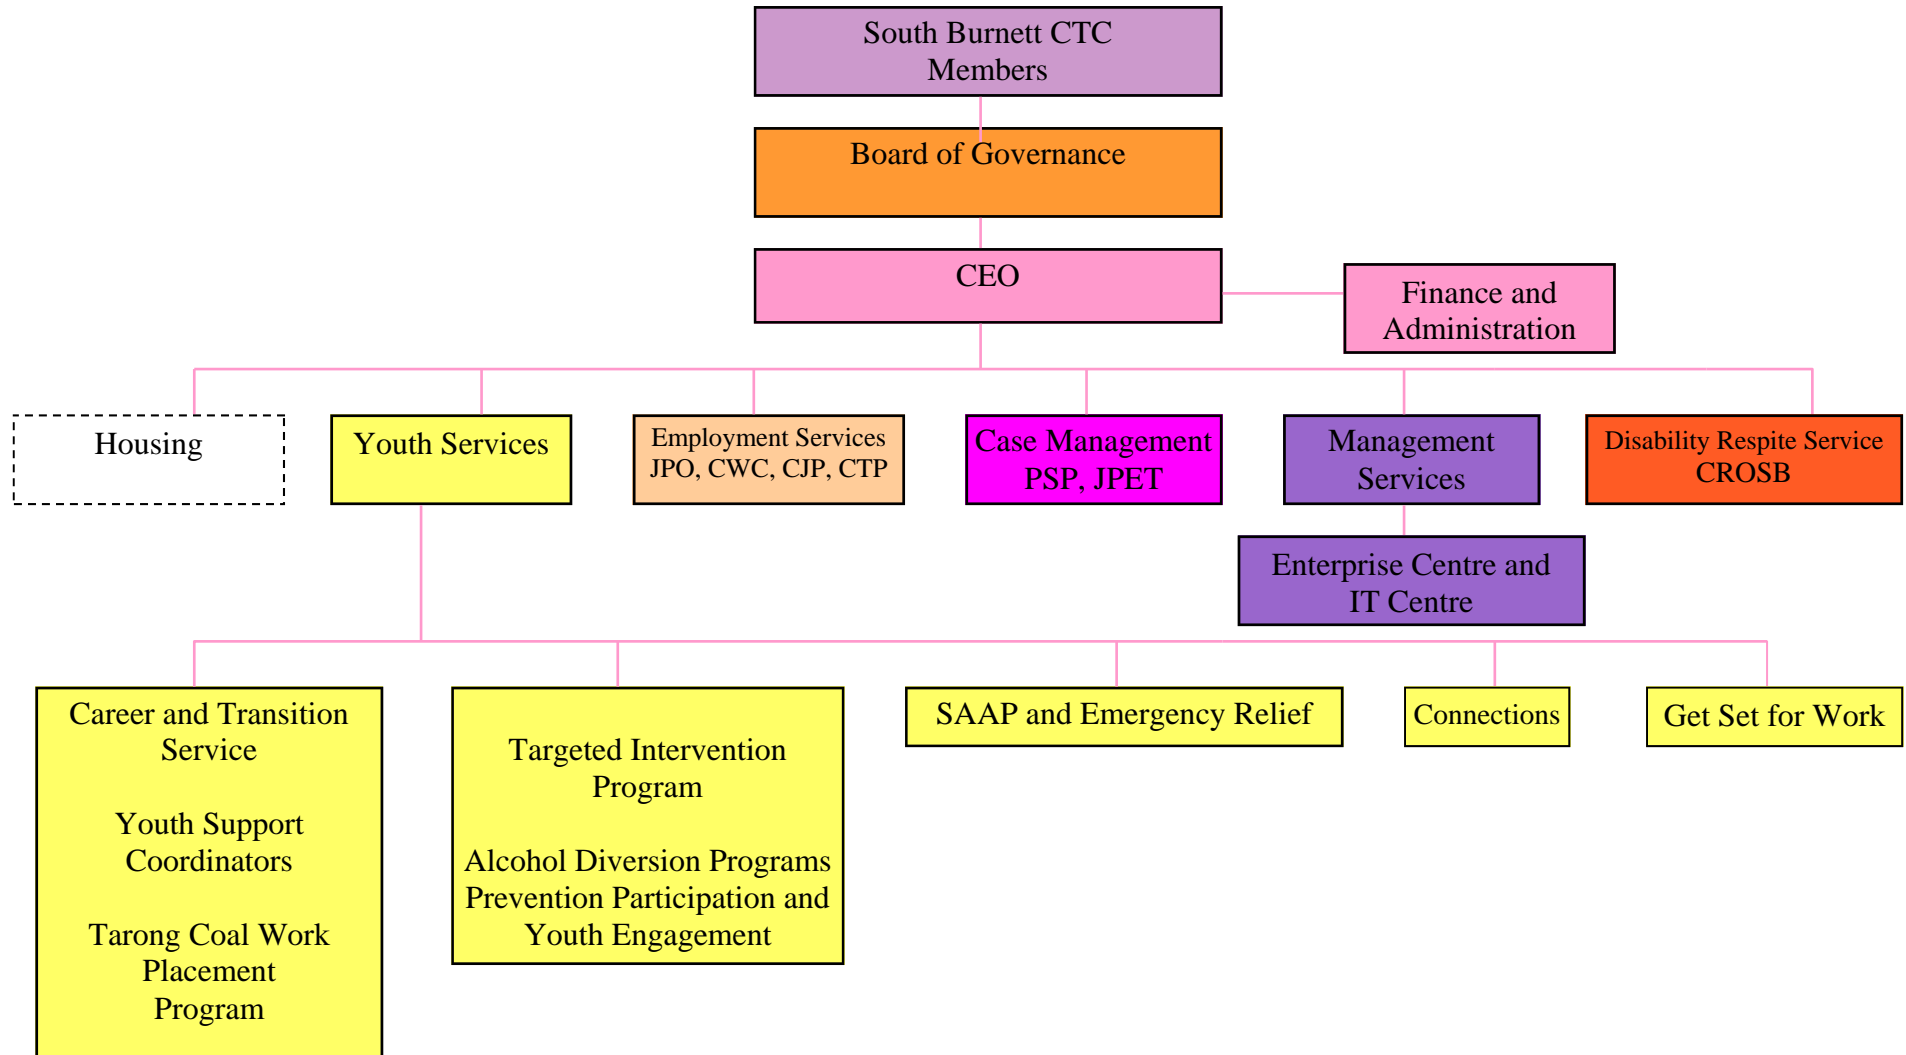 South Burnett CTC
Members
Board of Governance
CEO
Finance and
Administration
Housing
Youth Services
Employment Services
JPO, CWC, CJP, CTP
Case Management
PSP, JPET
Management
Services
Disability Respite Service
CROSB
Enterprise Centre and
IT Centre
Career and Transition
Service
Youth Support
Coordinators
Tarong Coal Work
Placement
Program
Targeted Intervention
Program
Alcohol Diversion Programs
Prevention Participation and
Youth Engagement
SAAP and Emergency Relief
Connections
Get Set for Work